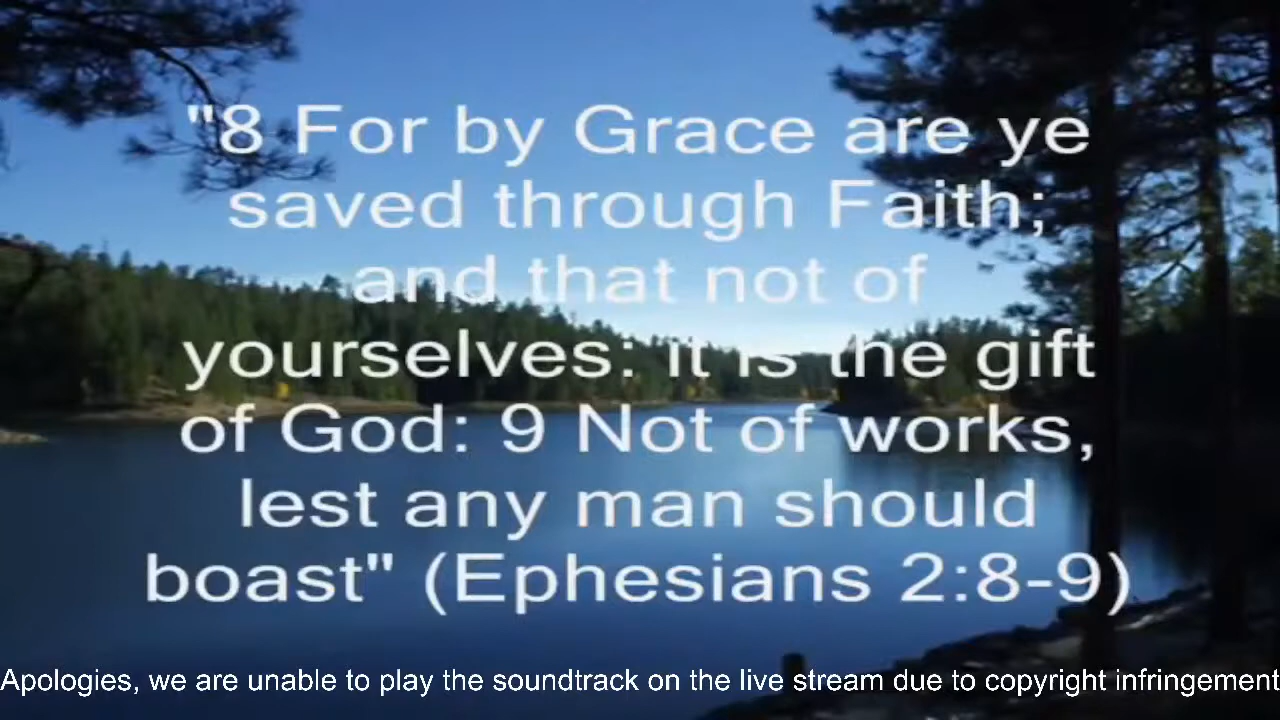 "8 For by Grace are ye
saved through Faith;
and that not of
yourselves: it is the gift
of God: 9 Not of works,
lest any man should
boast" (Ephesians 2:8-9)
Apologies, we are unable to play the soundtrack on the live stream due to copyright infringement